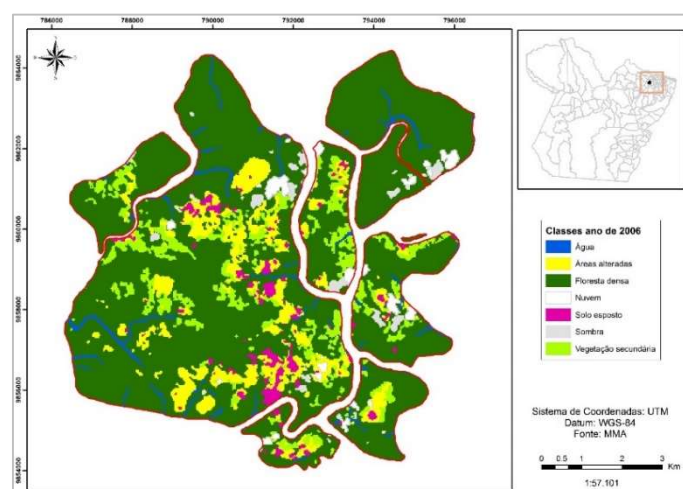 786000 788000 790000 792000 794000 796000
9864000
9862000
9860000
9858000
9856000
9854000
Classes ano de 2006
Água
Áreas alteradas
Floresta densa
Nuvem
Solo esposto
Sombra
Vegetação secundária
Sistema de Coordenadas: UTM
Datum: WGS-84
Fonte: MMA
0 0.5 1 2 3
Km
1:57.101